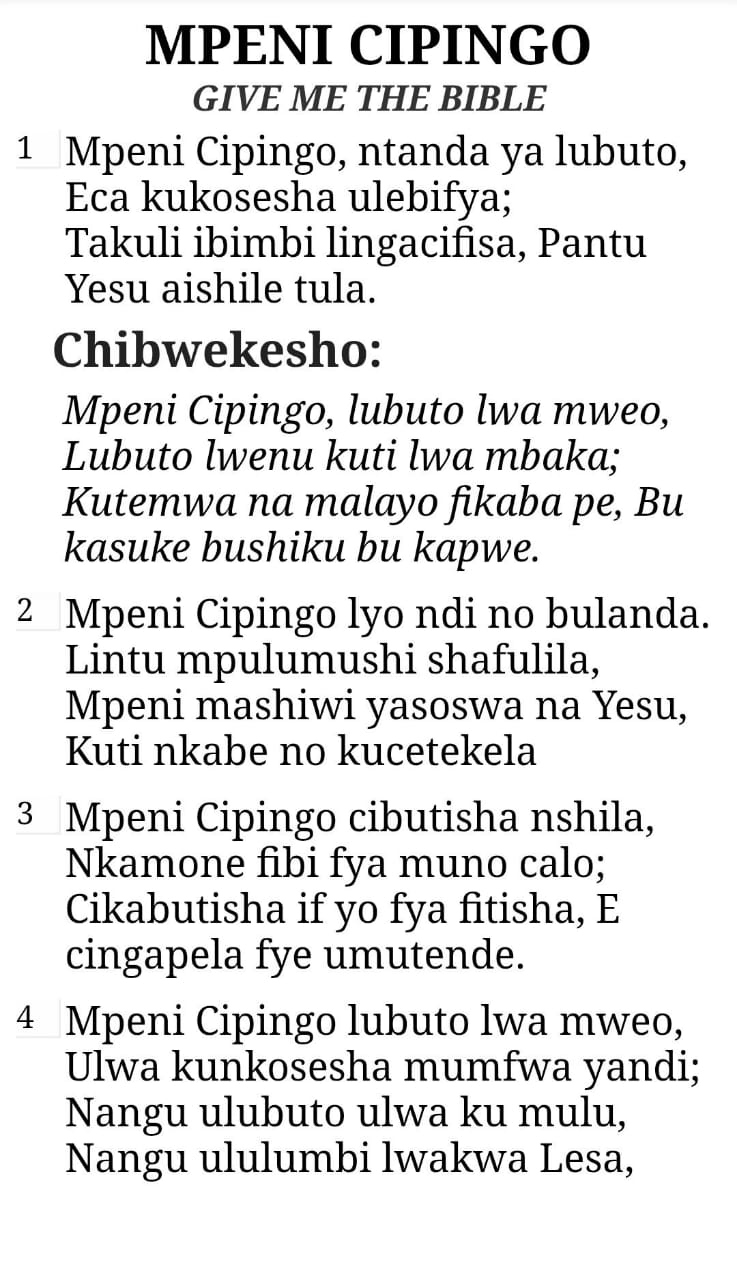 MPENI CIPINGO
GIVE ME THE BIBLE
1 Mpeni Cipingo, ntanda ya lubuto,
Eca kukosesha ulebifya;
Takuli ibimbi lingacifisa, Pantu
Yesu aishile tula.
Chibwekesho:
Mpeni Cipingo, lubuto lwa mweo,
Lubuto lwenu kuti lwa mbaka;
Kutemwa na malayo fikaba pe, Bu
kasuke bushiku bu kapwe.
2 Mpeni Cipingo lyo ndi no bulanda.
Lintu mpulumushi shafulila,
Mpeni mashiwi yasoswa na Yesu,
Kuti nkabe no kucetekela
3 Mpeni Cipingo cibutisha nshila,
Nkamone fibi fya muno calo;
Cikabutisha if yo fya fitisha, E
cingapela fye umutende.
4 Mpeni Cipingo lubuto lwa mweo,
Ulwa kunkosesha mumfwa yandi;
Nangu ulubuto ulwa ku mulu,
Nangu ululumbi lwakwa Lesa,